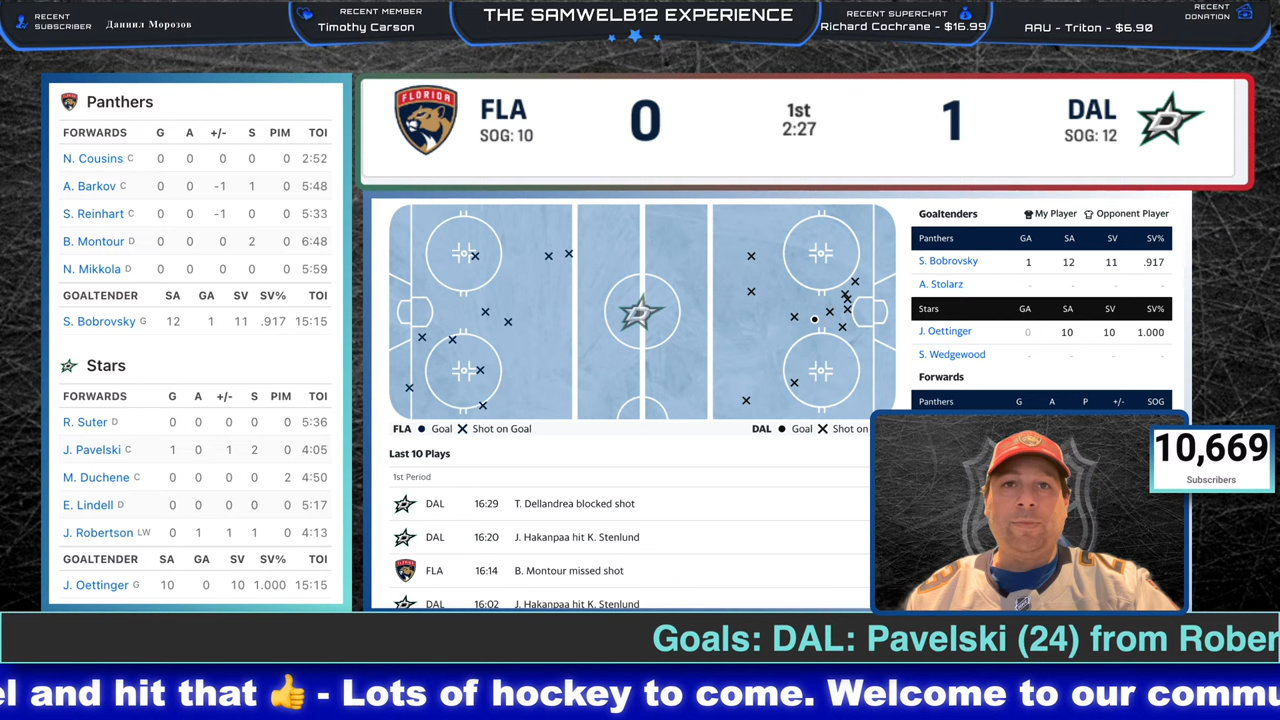 RECENT
SUBSCRIBER
Даниил Морозов
RECENT MEMBER
Timothy Carson
THE SAMWELB12 EXPERIENCE
RECENT SUPERCHAT
Richard Cochrane - $16.99
RECENT
DONATION
AAU - Triton - $6.90
Panthers
FORWARDS G A +/- S PIM TOI
N. Cousins C 0 0 0 0 0 2:52
A. Barkov C 0 0 -1 1 0 5:48
S. Reinhart C 0 0 -1 0 0 5:33
B. Montour D 0 0 0 2 0 6:48
N. Mikkola D 0 0 0 0 0 5:59
GOALTENDER SA GA SV SV% TOI
S. Bobrovsky G 12 1 11 .917 15:15
Stars
FORWARDS G A +/- S PIM TOI
R. Suter D 0 0 0 0 0 5:36
J. Pavelski C 1 0 1 2 0 4:05
M. Duchene C 0 0 0 0 2 4:50
E. Lindell D 0 0 0 0 0 5:17
J. Robertson LW 0 1 1 1 0 4:13
GOALTENDER SA GA SV SV% TOI
J. Oettinger G 10 0 10 1.000 15:15
FLORIDA
FLA
SOG: 10
0
1st
2:27
1
DAL
SOG: 12
D
D
FLA Goal Shot on Goal
DAL Goal Shot on
Last 10 Plays
1st Period
DAL 16:29 T. Dellandrea blocked shot
DAL 16:20 J. Hakanpaa hit K. Stenlund
FLA 16:14 B. Montour missed shot
DAL 16:02 J. Hakanpaa hit K. Stenlund
Goaltenders My Player Opponent Player
Panthers GA SA SV SV%
S. Bobrovsky 1 12 11 .917
A. Stolarz - - - -
Stars GA SA SV SV%
J. Oettinger 0 10 10 1.000
S. Wedgewood - - - -
Forwards
Panthers G A P +/- SOG
10,669
Subscribers
Goals: DAL: Pavelski (24) from Rober
el and hit that 👍 - Lots of hockey to come. Welcome to our commu